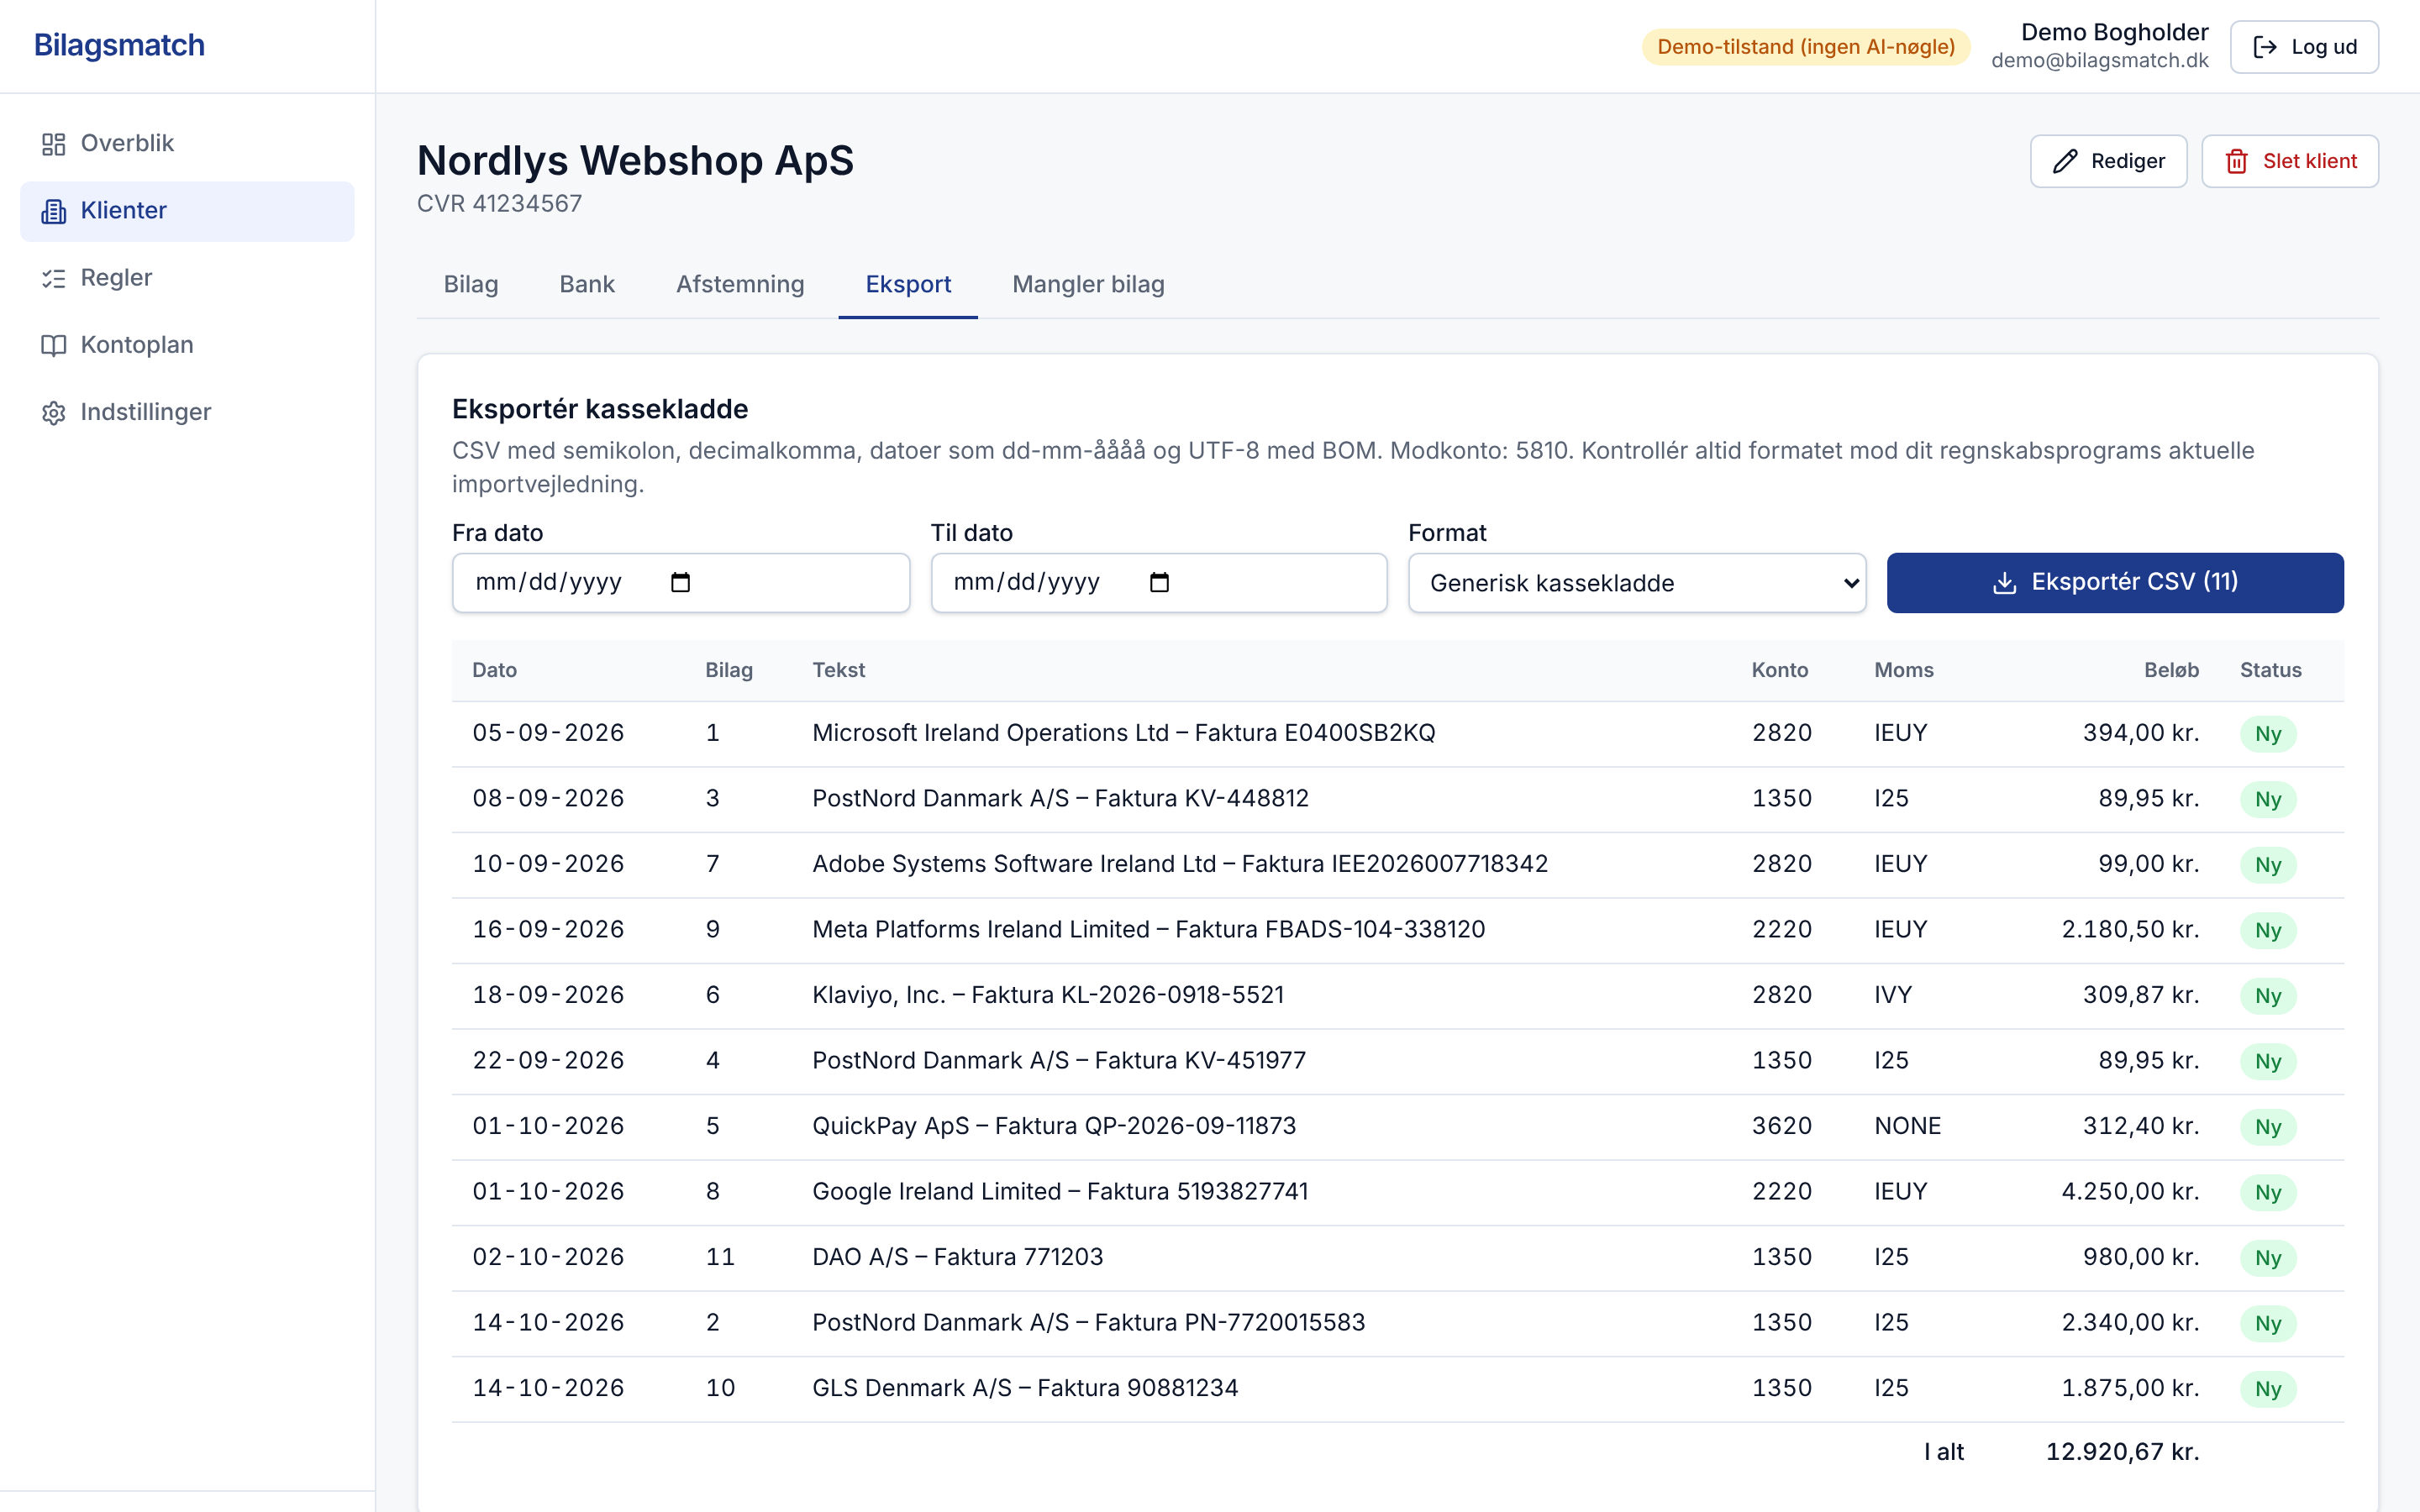 Bilagsmatch
Demo-tilstand (ingen AI-nøgle)
Demo Bogholder
demo@bilagsmatch.dk
Log ud
Overblik
Klienter
Regler
Kontoplan
Indstillinger
Nordlys Webshop ApS
CVR 41234567
Rediger
Slet klient
Bilag Bank Afstemning Eksport Mangler bilag
Eksportér kassekladde
CSV med semikolon, decimalkomma, datoer som dd-mm-åååå og UTF-8 med BOM. Modkonto: 5810. Kontrollér altid formatet mod dit regnskabsprograms aktuelle
importvejledning.
Fra dato Til dato Format
mm/dd/yyyy mm/dd/yyyy Generisk kassekladde Eksportér CSV (11)
Dato Bilag Tekst Konto Moms Beløb Status
05-09-2026 1 Microsoft Ireland Operations Ltd – Faktura E0400SB2KQ 2820 IEUY 394,00 kr. Ny
08-09-2026 3 PostNord Danmark A/S – Faktura KV-448812 1350 I25 89,95 kr. Ny
10-09-2026 7 Adobe Systems Software Ireland Ltd – Faktura IEE2026007718342 2820 IEUY 99,00 kr. Ny
16-09-2026 9 Meta Platforms Ireland Limited – Faktura FBADS-104-338120 2220 IEUY 2.180,50 kr. Ny
18-09-2026 6 Klaviyo, Inc. – Faktura KL-2026-0918-5521 2820 IVY 309,87 kr. Ny
22-09-2026 4 PostNord Danmark A/S – Faktura KV-451977 1350 I25 89,95 kr. Ny
01-10-2026 5 QuickPay ApS – Faktura QP-2026-09-11873 3620 NONE 312,40 kr. Ny
01-10-2026 8 Google Ireland Limited – Faktura 5193827741 2220 IEUY 4.250,00 kr. Ny
02-10-2026 11 DAO A/S – Faktura 771203 1350 I25 980,00 kr. Ny
14-10-2026 2 PostNord Danmark A/S – Faktura PN-7720015583 1350 I25 2.340,00 kr. Ny
14-10-2026 10 GLS Denmark A/S – Faktura 90881234 1350 I25 1.875,00 kr. Ny
I alt 12.920,67 kr.